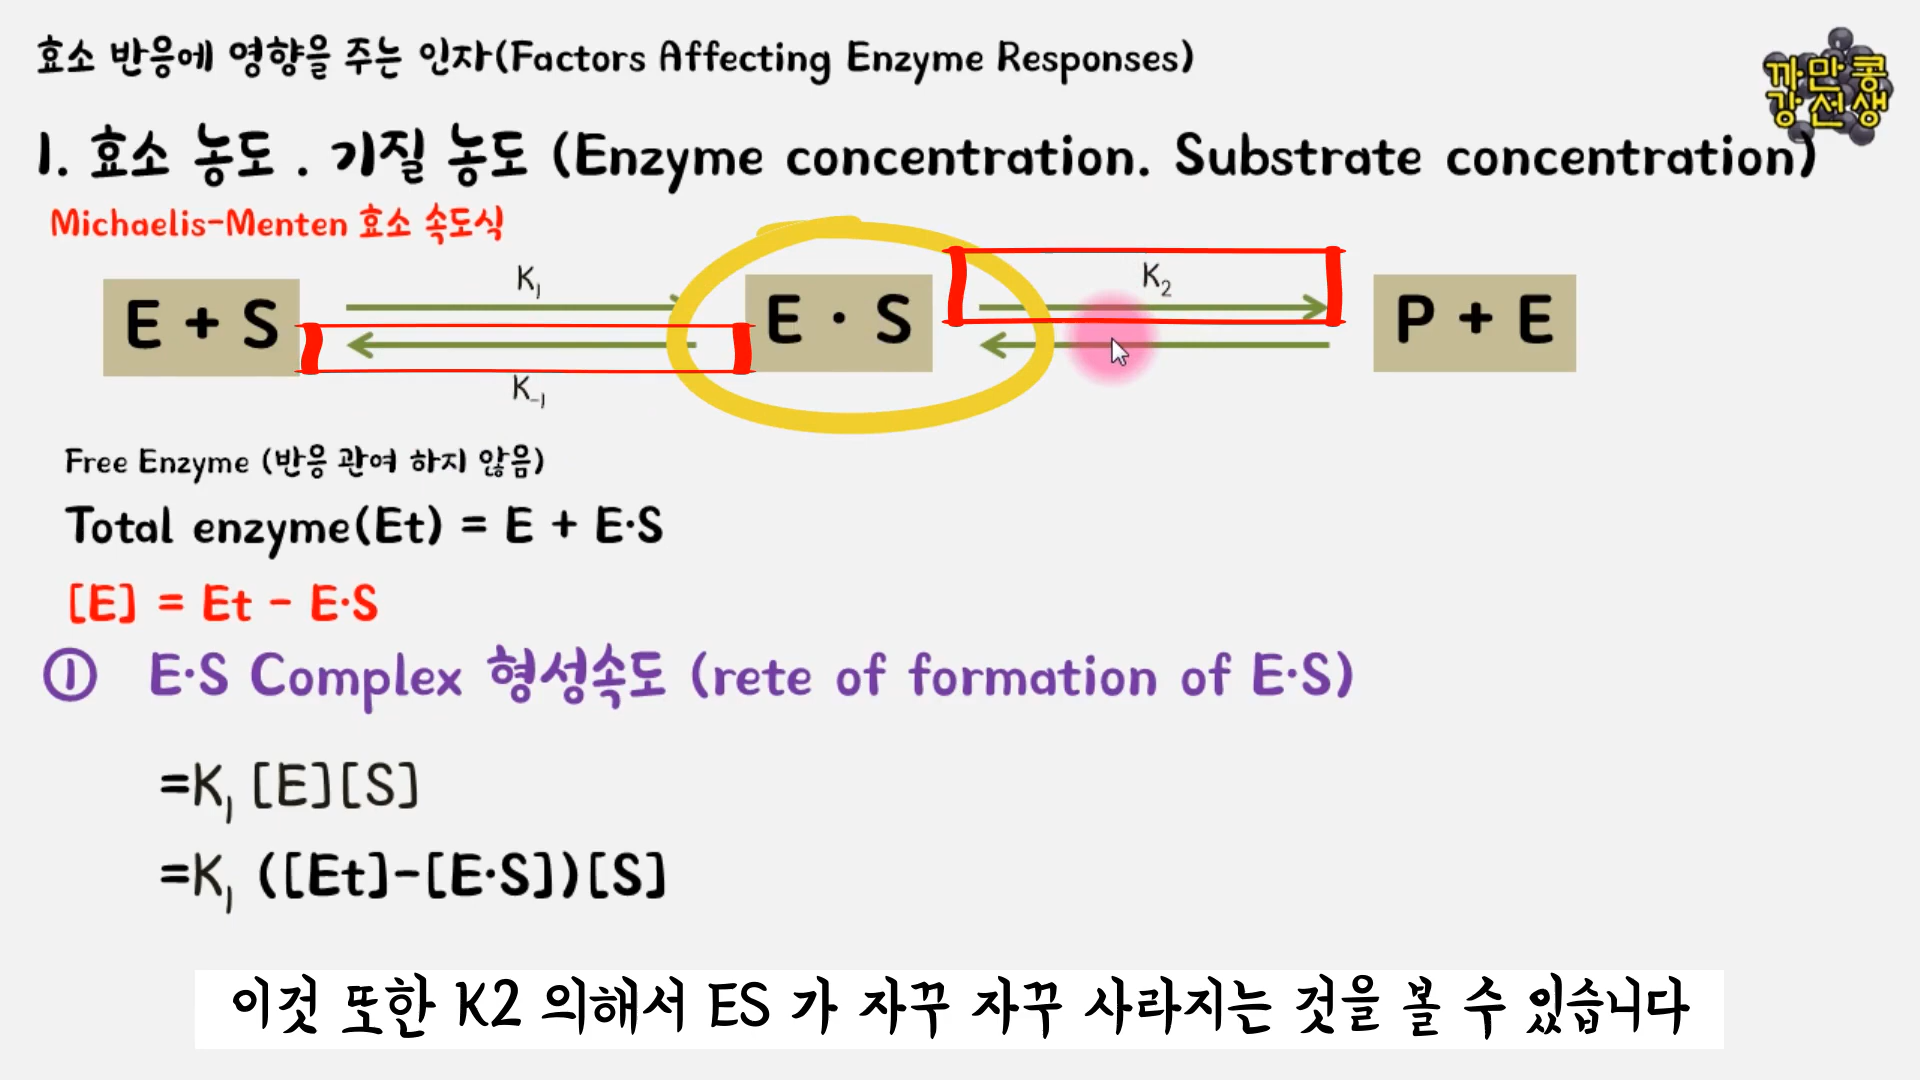 효소 반응에 영향을 주는 인자(Factors Affecting Enzyme Responses)
까만콩
강선생
1. 효소 농도 . 기질 농도 (Enzyme concentration. Substrate concentration)
Michaelis-Menten 효소 속도식
K₁
K₂
E + S
E · S
P + E
K₋₁
Free Enzyme (반응 관여 하지 않음)
Total enzyme(Et) = E + E·S
[E] = Et - E·S
① E·S Complex 형성속도 (rete of formation of E·S)
=K₁ [E][S]
=K₁ ([Et]-[E·S])[S]
이것 또한 K2 의해서 ES 가 자꾸 자꾸 사라지는 것을 볼 수 있습니다